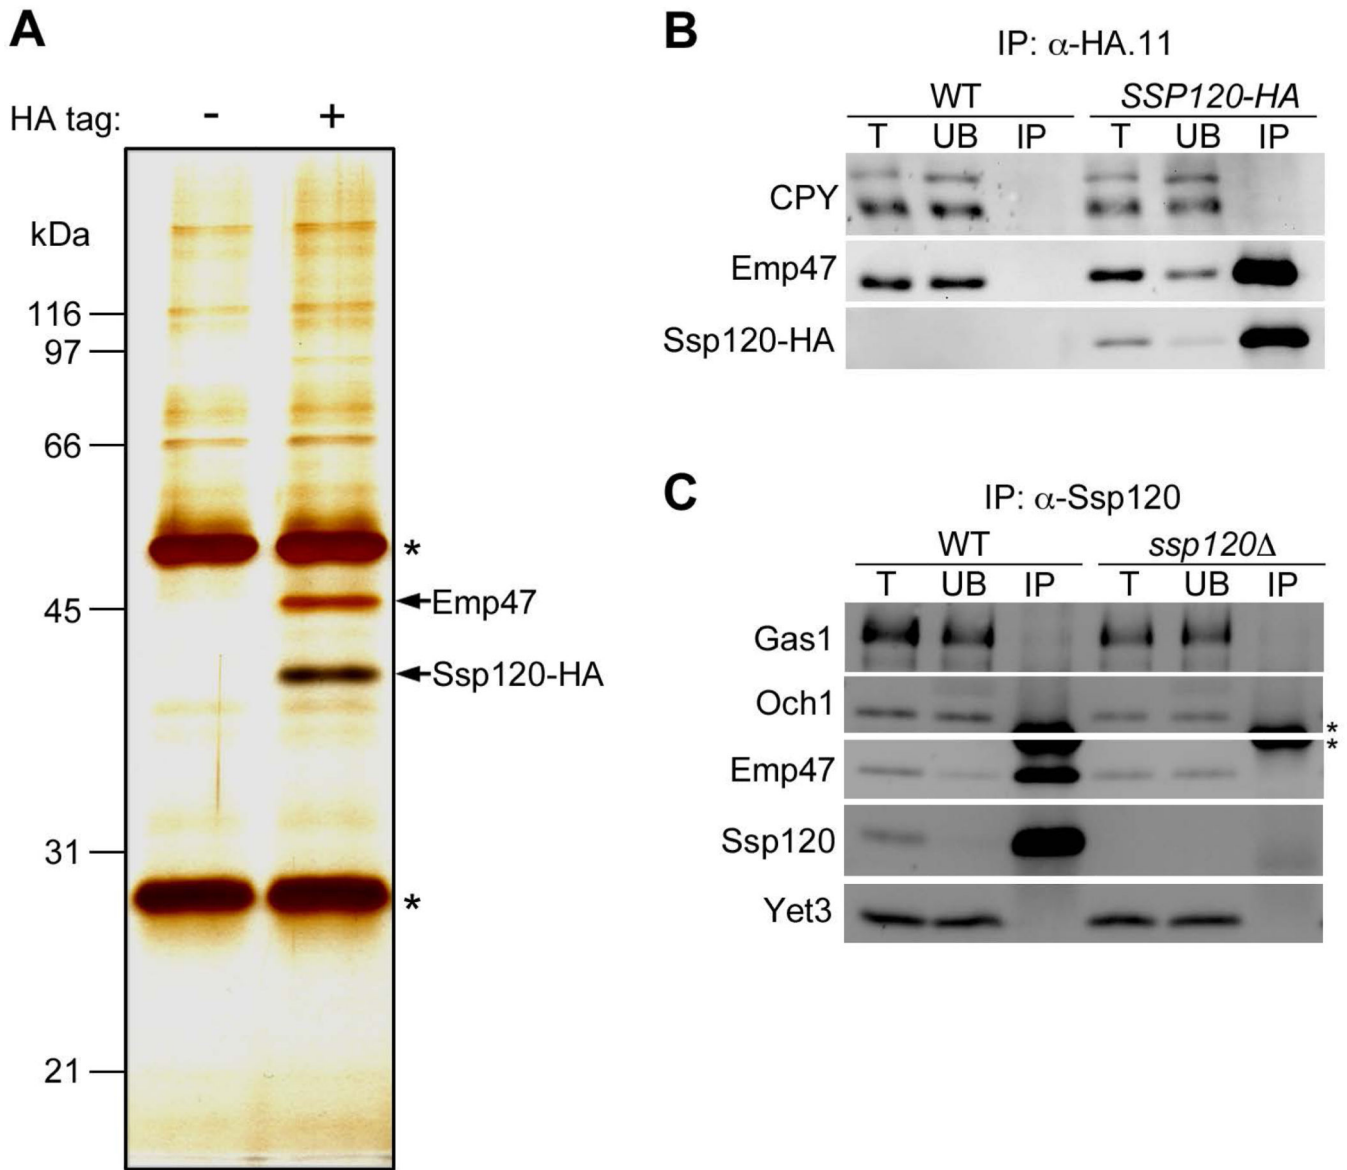 A
HA tag: - +
kDa
116
97
66
*
Emp47
45
Ssp120-HA
31
*
21
B
IP: α-HA.11
WT SSP120-HA
T UB IP T UB IP
CPY
Emp47
Ssp120-HA
C
IP: α-Ssp120
WT ssp120Δ
T UB IP T UB IP
Gas1
Och1
*
*
Emp47
Ssp120
Yet3